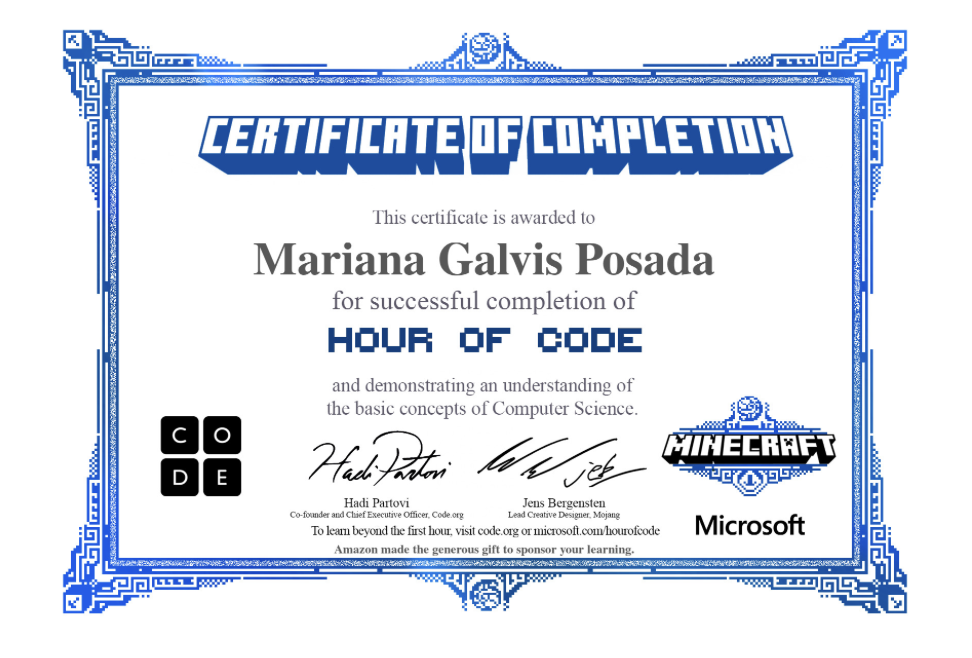 CERTIFICATE OF COMPLETION
This certificate is awarded to
Mariana Galvis Posada
for successful completion of
HOUR OF CODE
and demonstrating an understanding of
the basic concepts of Computer Science.
C O
D E
Hadi Partovi
jeb
MINECRAFT
Hadi Partovi
Co-founder and Chief Executive Officer, Code.org
Jens Bergensten
Lead Creative Designer, Mojang
Microsoft
To learn beyond the first hour, visit code.org or microsoft.com/hourofcode
Amazon made the generous gift to sponsor your learning.